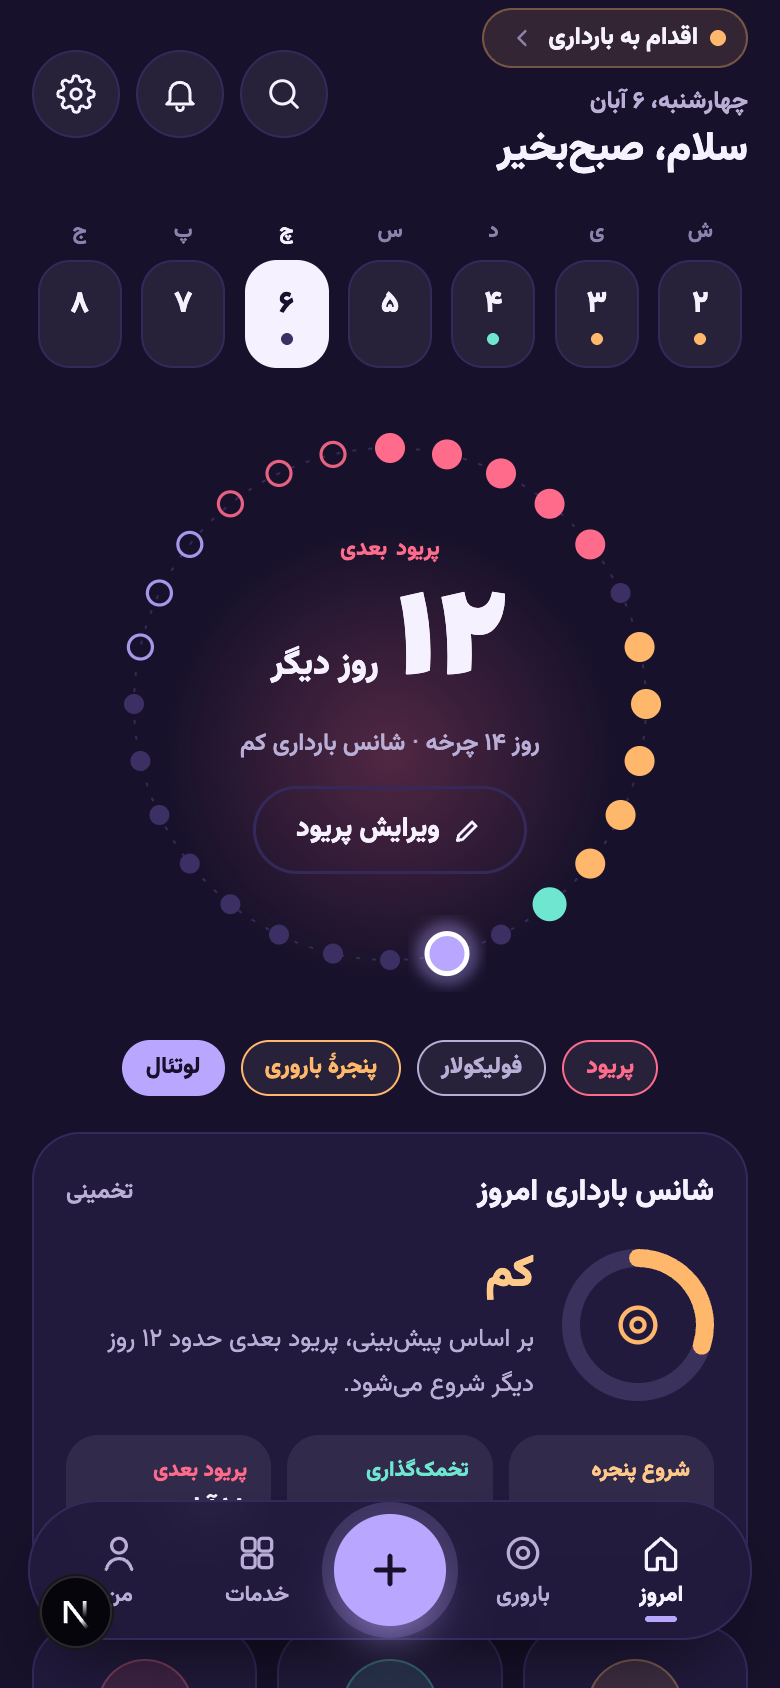 اقدام به بارداری
چهارشنبه، ۶ آبان
سلام، صبح‌بخیر
ش ی د س چ پ ج
۲ ۳ ۴ ۵ ۶ ۷ ۸
پریود بعدی
۱۲ روز دیگر
روز ۱۴ چرخه · شانس بارداری کم
ویرایش پریود
پریود فولیکولار پنجرهٔ باروری لوتئال
شانس بارداری امروز
تخمینی
کم
بر اساس پیش‌بینی، پریود بعدی حدود ۱۲ روز
دیگر شروع می‌شود.
شروع پنجره تخمک‌گذاری پریود بعدی
امروز باروری خدمات من
N